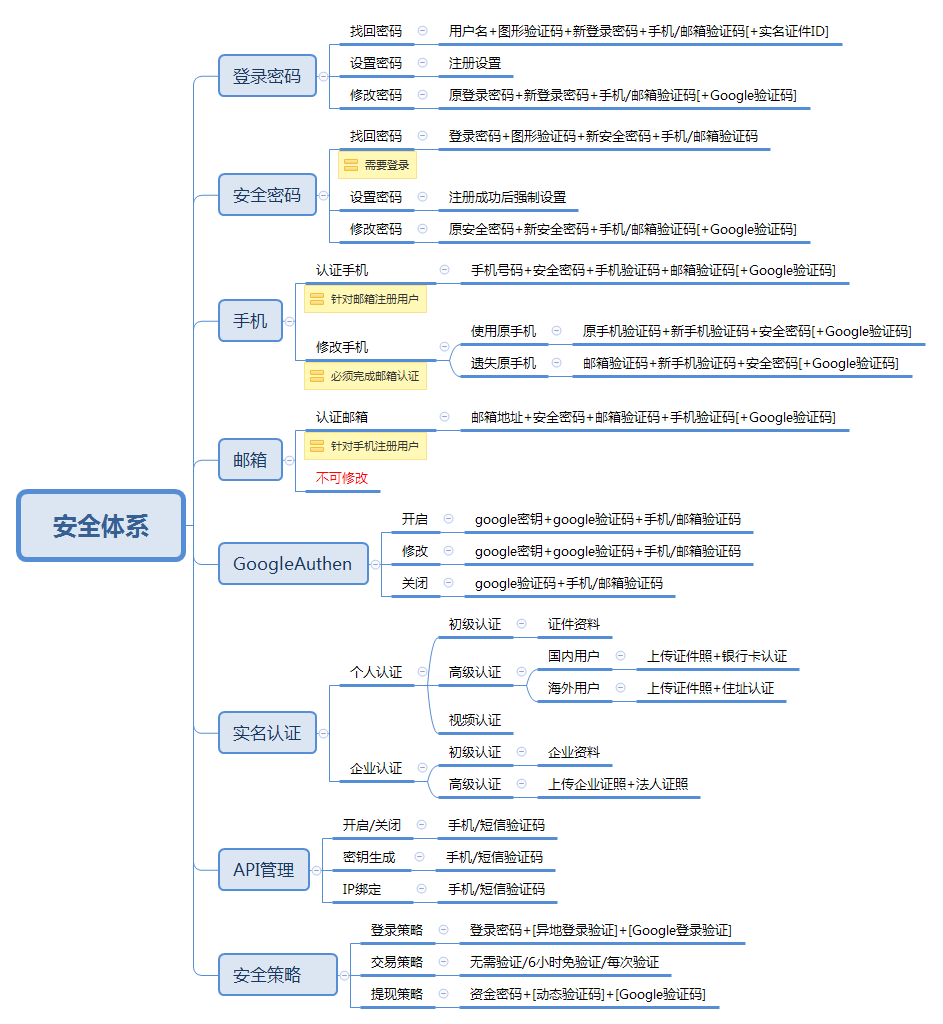 安全体系
登录密码
找回密码
用户名+图形验证码+新登录密码+手机/邮箱验证码[+实名证件ID]
设置密码
注册设置
修改密码
原登录密码+新登录密码+手机/邮箱验证码[+Google验证码]
安全密码
找回密码
登录密码+图形验证码+新安全密码+手机/邮箱验证码
需要登录
设置密码
注册成功后强制设置
修改密码
原安全密码+新安全密码+手机/邮箱验证码[+Google验证码]
手机
认证手机
手机号码+安全密码+手机验证码+邮箱验证码[+Google验证码]
针对邮箱注册用户
修改手机
使用原手机
原手机验证码+新手机验证码+安全密码[+Google验证码]
遗失原手机
邮箱验证码+新手机验证码+安全密码[+Google验证码]
必须完成邮箱认证
邮箱
认证邮箱
邮箱地址+安全密码+邮箱验证码+手机验证码[+Google验证码]
针对手机注册用户
不可修改
GoogleAuthen
开启
google密钥+google验证码+手机/邮箱验证码
修改
google密钥+google验证码+手机/邮箱验证码
关闭
google验证码+手机/邮箱验证码
实名认证
个人认证
初级认证
证件资料
高级认证
国内用户
上传证件照+银行卡认证
海外用户
上传证件照+住址认证
视频认证
企业认证
初级认证
企业资料
高级认证
上传企业证照+法人证照
API管理
开启/关闭
手机/短信验证码
密钥生成
手机/短信验证码
IP绑定
手机/短信验证码
安全策略
登录策略
登录密码+[异地登录验证]+[Google登录验证]
交易策略
无需验证/6小时免验证/每次验证
提现策略
资金密码+[动态验证码]+[Google验证码]